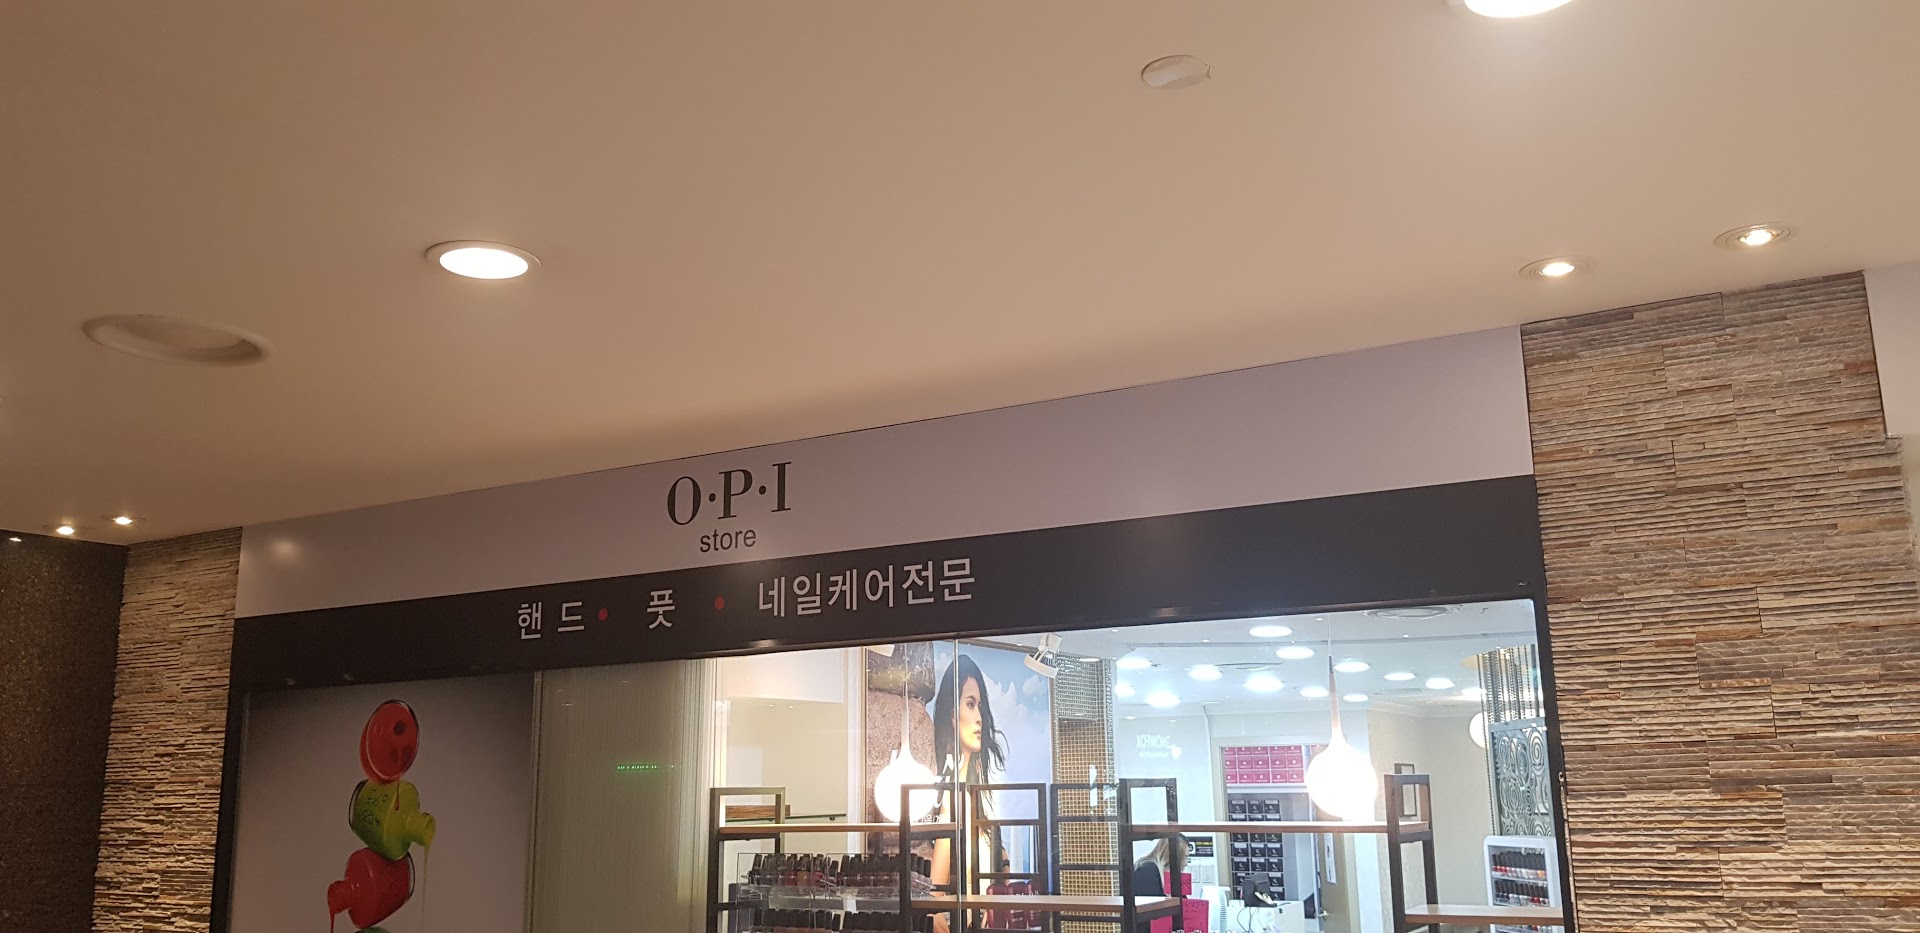 O·P·I
store
핸드· 풋 · 네일케어전문